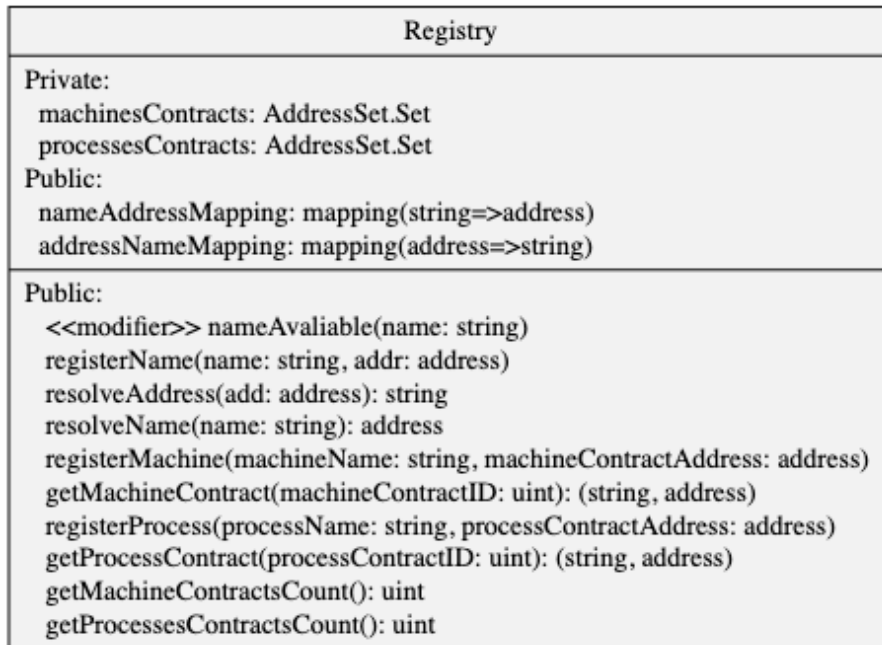 Registry
Private:
machinesContracts: AddressSet.Set
processesContracts: AddressSet.Set
Public:
nameAddressMapping: mapping(string=>address)
addressNameMapping: mapping(address=>string)
Public:
<<modifier>> nameAvaliable(name: string)
registerName(name: string, addr: address)
resolveAddress(add: address): string
resolveName(name: string): address
registerMachine(machineName: string, machineContractAddress: address)
getMachineContract(machineContractID: uint): (string, address)
registerProcess(processName: string, processContractAddress: address)
getProcessContract(processContractID: uint): (string, address)
getMachineContractsCount(): uint
getProcessesContractsCount(): uint